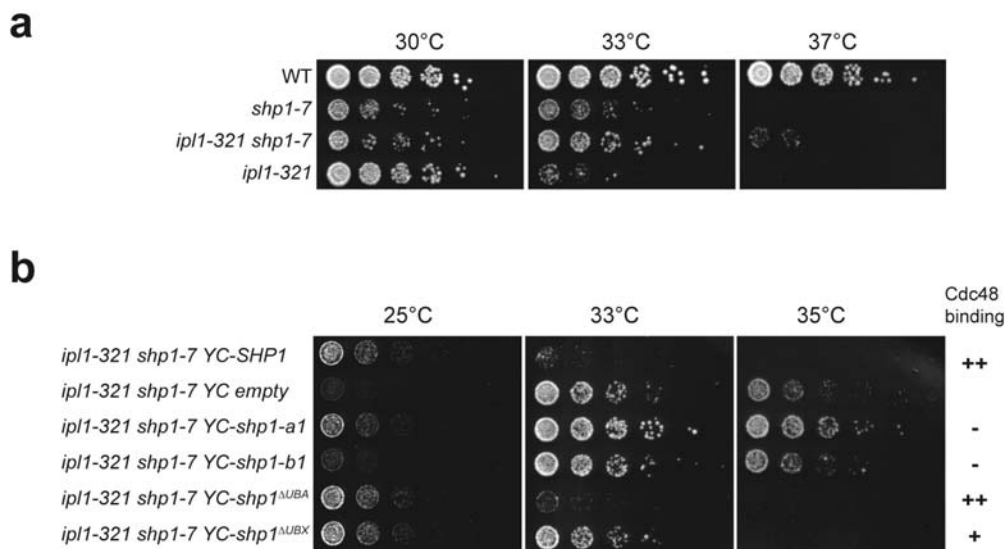 a
30°C 33°C 37°C
WT
shp1-7
ipl1-321 shp1-7
ipl1-321
b
25°C 33°C 35°C Cdc48 binding
ipl1-321 shp1-7 YC-SHP1 ++
ipl1-321 shp1-7 YC empty
ipl1-321 shp1-7 YC-shp1-a1 -
ipl1-321 shp1-7 YC-shp1-b1 -
ipl1-321 shp1-7 YC-shp1ΔUBA ++
ipl1-321 shp1-7 YC-shp1ΔUBX +